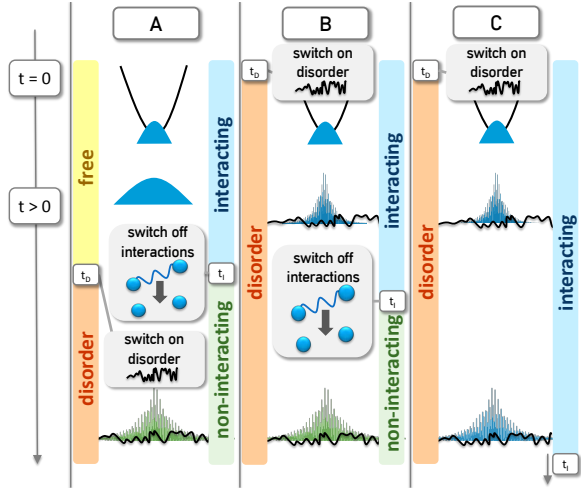 A
B
C
t = 0
t > 0
free
disorder
t_D
interacting
non-interacting
t_I
switch off
interactions
switch on
disorder
t_D
switch on
disorder
disorder
interacting
non-interacting
switch off
interactions
t_I
t_D
switch on
disorder
disorder
interacting
t_I